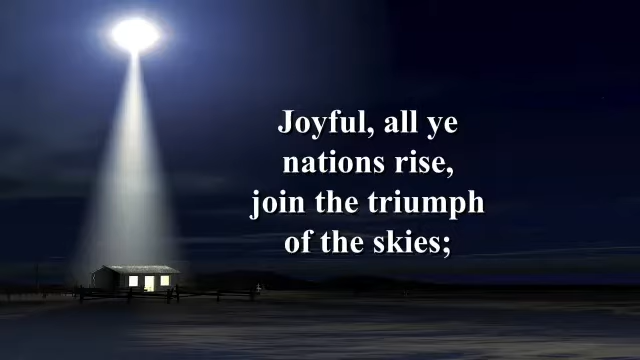 Joyful, all ye
nations rise,
join the triumph
of the skies;